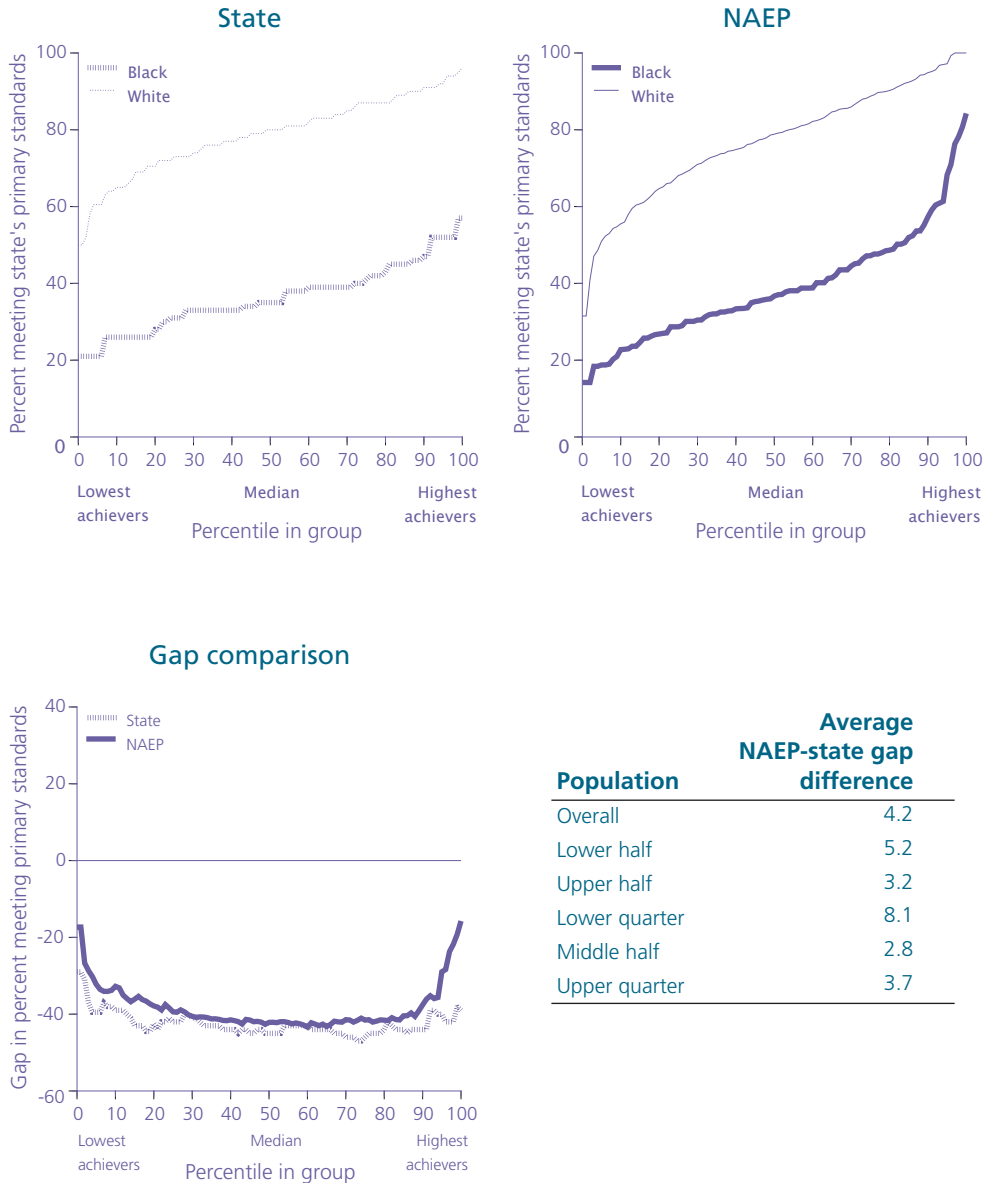 State
Percent meeting state's primary standards
100
80
60
40
20
0
Black
White
0 10 20 30 40 50 60 70 80 90 100
Lowest achievers
Median
Highest achievers
Percentile in group
NAEP
Percent meeting state's primary standards
100
80
60
40
20
0
Black
White
0 10 20 30 40 50 60 70 80 90 100
Lowest achievers
Median
Highest achievers
Percentile in group
Gap comparison
Gap in percent meeting primary standards
40
20
0
-20
-40
-60
State
NAEP
0 10 20 30 40 50 60 70 80 90 100
Lowest achievers
Median
Highest achievers
Percentile in group
Average
NAEP-state gap
Population difference
Overall 4.2
Lower half 5.2
Upper half 3.2
Lower quarter 8.1
Middle half 2.8
Upper quarter 3.7